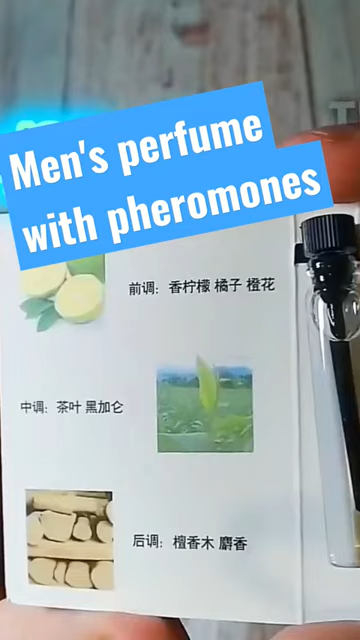 Men's perfume
with pheromones
前调：香柠檬 橘子 橙花
中调：茶叶 黑加仑
后调：檀香木 麝香